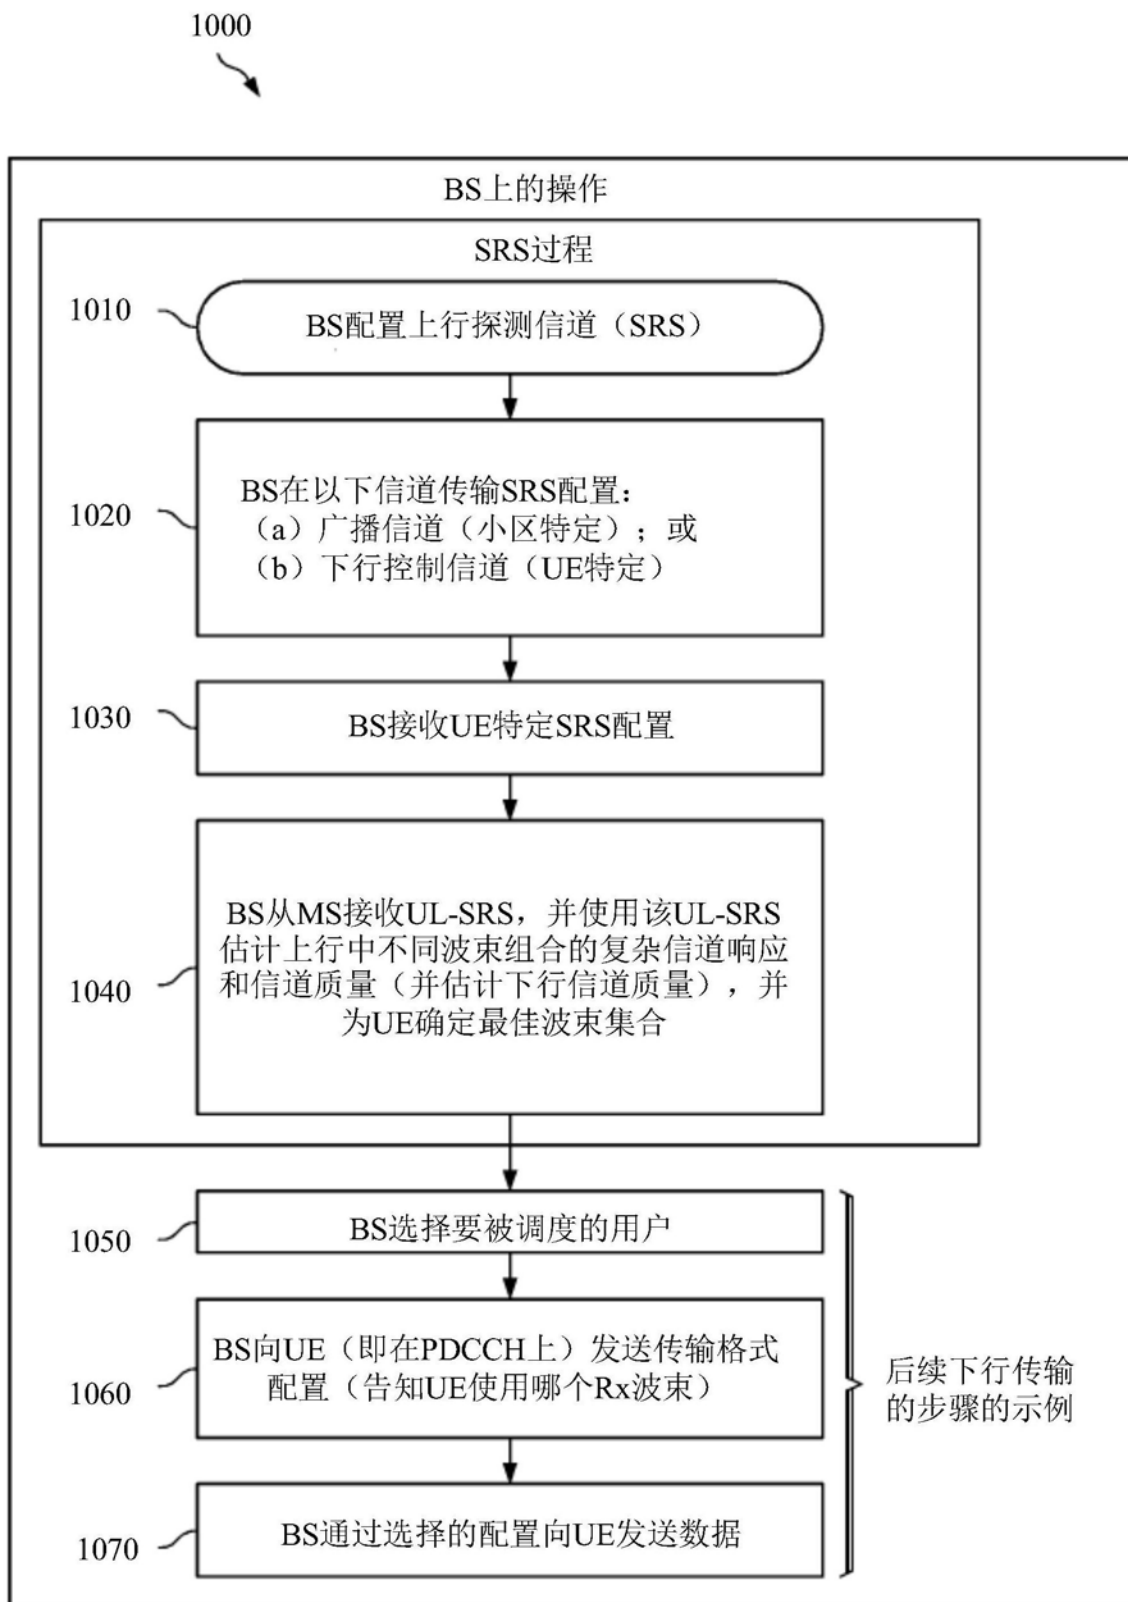 1000
BS上的操作
SRS过程
1010
BS配置上行探测信道（SRS）
1020
BS在以下信道传输SRS配置：
（a）广播信道（小区特定）；或
（b）下行控制信道（UE特定）
1030
BS接收UE特定SRS配置
1040
BS从MS接收UL-SRS，并使用该UL-SRS
估计上行中不同波束组合的复杂信道响应
和信道质量（并估计下行信道质量），并
为UE确定最佳波束集合
1050
BS选择要被调度的用户
1060
BS向UE（即在PDCCH上）发送传输格式
配置（告知UE使用哪个Rx波束）
后续下行传输
的步骤的示例
1070
BS通过选择的配置向UE发送数据